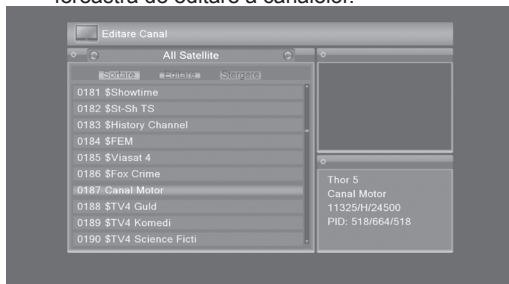 fereastra de editare a canalelor.
Editare Canal
All Satellite
Sortare Editare Stergere
0181 $Showtime
0182 $St-Sh TS
0183 $History Channel
0184 $FEM
0185 $Viasat 4
0186 $Fox Crime
0187 Canal Motor
0188 $TV4 Guld
0189 $TV4 Komedi
0190 $TV4 Science Ficti
Thor 5
Canal Motor
11325/H/24500
PID: 518/664/518